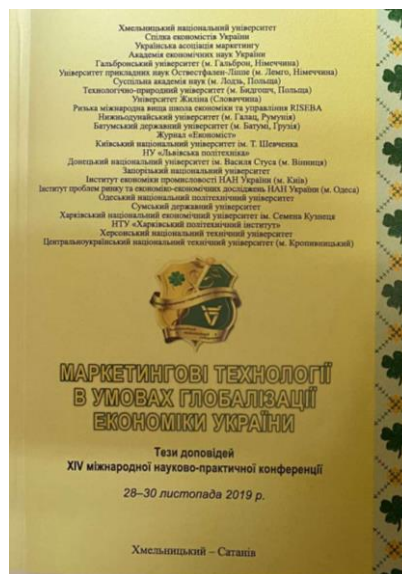 Хмельницький національний університет
Спілка економістів України
Українська асоціація маркетингу
Академія економічних наук України
Гальбронський університет (м. Гальброн, Німеччина)
Університет прикладних наук Оствестфален-Ліппе (м. Лемго, Німеччина)
Суспільна академія наук (м. Лодзь, Польща)
Технологічно-природний університет (м. Бидгощ, Польща)
Університет Жиліна (Словаччина)
Ризька міжнародна вища школа економіки та управління RISEBA
Нижньодунайський університет (м. Галац, Румунія)
Батумський державний університет (м. Батумі, Грузія)
Журнал «Економіст»
Київський національний університет ім. Т. Шевченка
НУ «Львівська політехніка»
Донецький національний університет ім. Василя Стуса (м. Вінниця)
Запорізький національний університет
Інститут економіки промисловості НАН України (м. Київ)
Інститут проблем ринку та економіко-економічних досліджень НАН України (м. Одеса)
Одеський національний політехнічний університет
Сумський державний університет
Харківський національний економічний університет ім. Семена Кузнеця
НТУ «Харківський політехнічний інститут»
Херсонський національний технічний університет
Центральноукраїнський національний технічний університет (м. Кропивницький)
МАРКЕТИНГОВІ ТЕХНОЛОГІЇ
В УМОВАХ ГЛОБАЛІЗАЦІЇ
ЕКОНОМІКИ УКРАЇНИ
Тези доповідей
XIV міжнародної науково-практичної конференції
28–30 листопада 2019 р.
Хмельницький – Сатанів